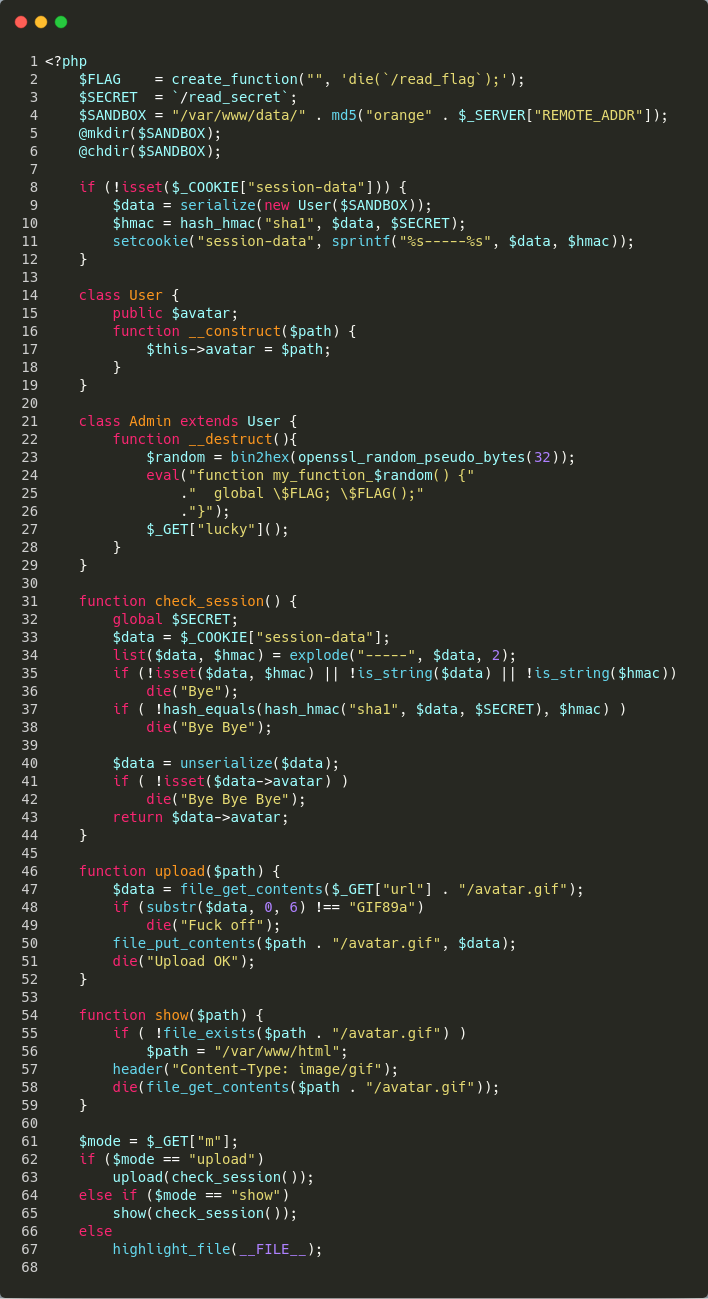 1 <?php
2     $FLAG    = create_function("", 'die(`/read_flag`);');
3     $SECRET  = `/read_secret`;
4     $SANDBOX = "/var/www/data/" . md5("orange" . $_SERVER["REMOTE_ADDR"]);
5     @mkdir($SANDBOX);
6     @chdir($SANDBOX);
7
8     if (!isset($_COOKIE["session-data"])) {
9         $data = serialize(new User($SANDBOX));
10         $hmac = hash_hmac("sha1", $data, $SECRET);
11         setcookie("session-data", sprintf("%s-----%s", $data, $hmac));
12     }
13
14     class User {
15         public $avatar;
16         function __construct($path) {
17             $this->avatar = $path;
18         }
19     }
20
21     class Admin extends User {
22         function __destruct(){
23             $random = bin2hex(openssl_random_pseudo_bytes(32));
24             eval("function my_function_$random() {"
25                 ."  global \$FLAG; \$FLAG();"
26                 ."}");
27             $_GET["lucky"]();
28         }
29     }
30
31     function check_session() {
32         global $SECRET;
33         $data = $_COOKIE["session-data"];
34         list($data, $hmac) = explode("-----", $data, 2);
35         if (!isset($data, $hmac) || !is_string($data) || !is_string($hmac))
36             die("Bye");
37         if ( !hash_equals(hash_hmac("sha1", $data, $SECRET), $hmac) )
38             die("Bye Bye");
39
40         $data = unserialize($data);
41         if ( !isset($data->avatar) )
42             die("Bye Bye Bye");
43         return $data->avatar;
44     }
45
46     function upload($path) {
47         $data = file_get_contents($_GET["url"] . "/avatar.gif");
48         if (substr($data, 0, 6) !== "GIF89a")
49             die("Fuck off");
50         file_put_contents($path . "/avatar.gif", $data);
51         die("Upload OK");
52     }
53
54     function show($path) {
55         if ( !file_exists($path . "/avatar.gif") )
56             $path = "/var/www/html";
57         header("Content-Type: image/gif");
58         die(file_get_contents($path . "/avatar.gif"));
59     }
60
61     $mode = $_GET["m"];
62     if ($mode == "upload")
63         upload(check_session());
64     else if ($mode == "show")
65         show(check_session());
66     else
67         highlight_file(__FILE__);
68